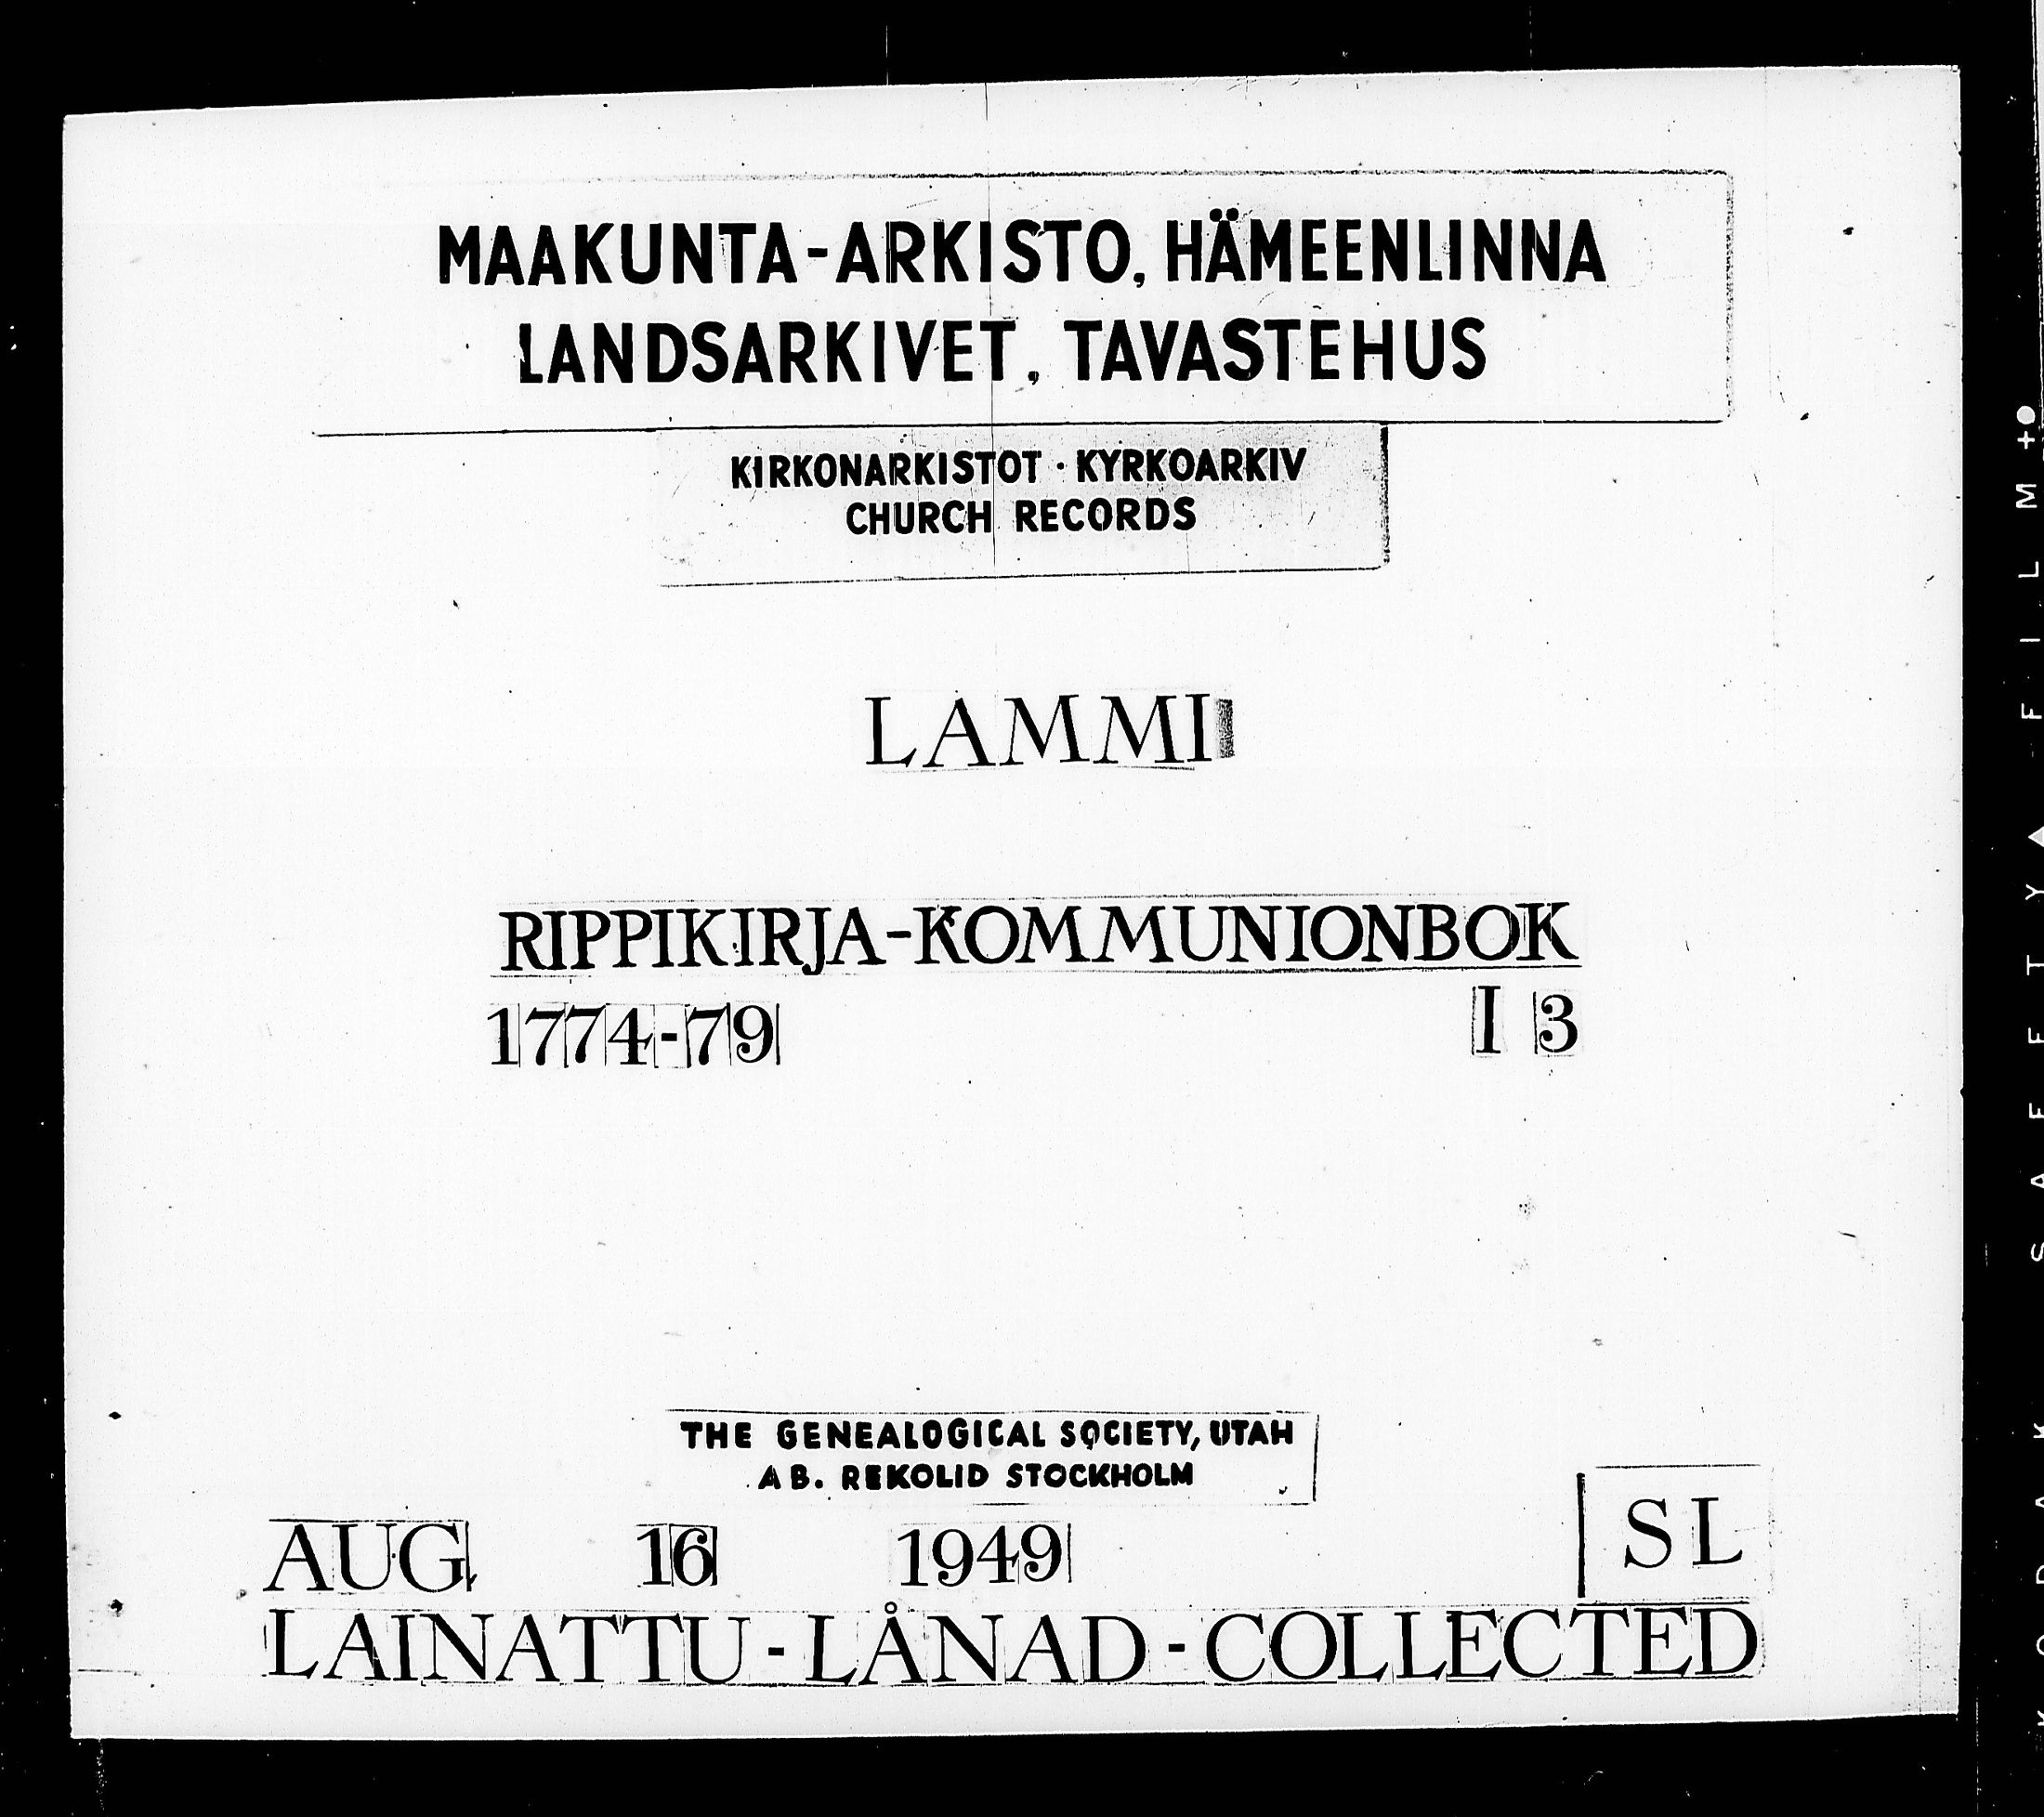 MAAKUNTA-ARKISTO, HÄMEENLINNA
LANDSARKIVET, TAVASTEHUS
KIRKONARKISTOT · KYRKOARKIV
CHURCH RECORDS
LAMMI
RIPPIKIRJA-KOMMUNIONBOK
1774-79 I 3
THE GENEALOGICAL SOCIETY, UTAH
AB. REKOLID STOCKHOLM
SL
AUG 16 1949
LAINATTU - LÅNAD - COLLECTED
KODAK SAFETY ▲ FILM